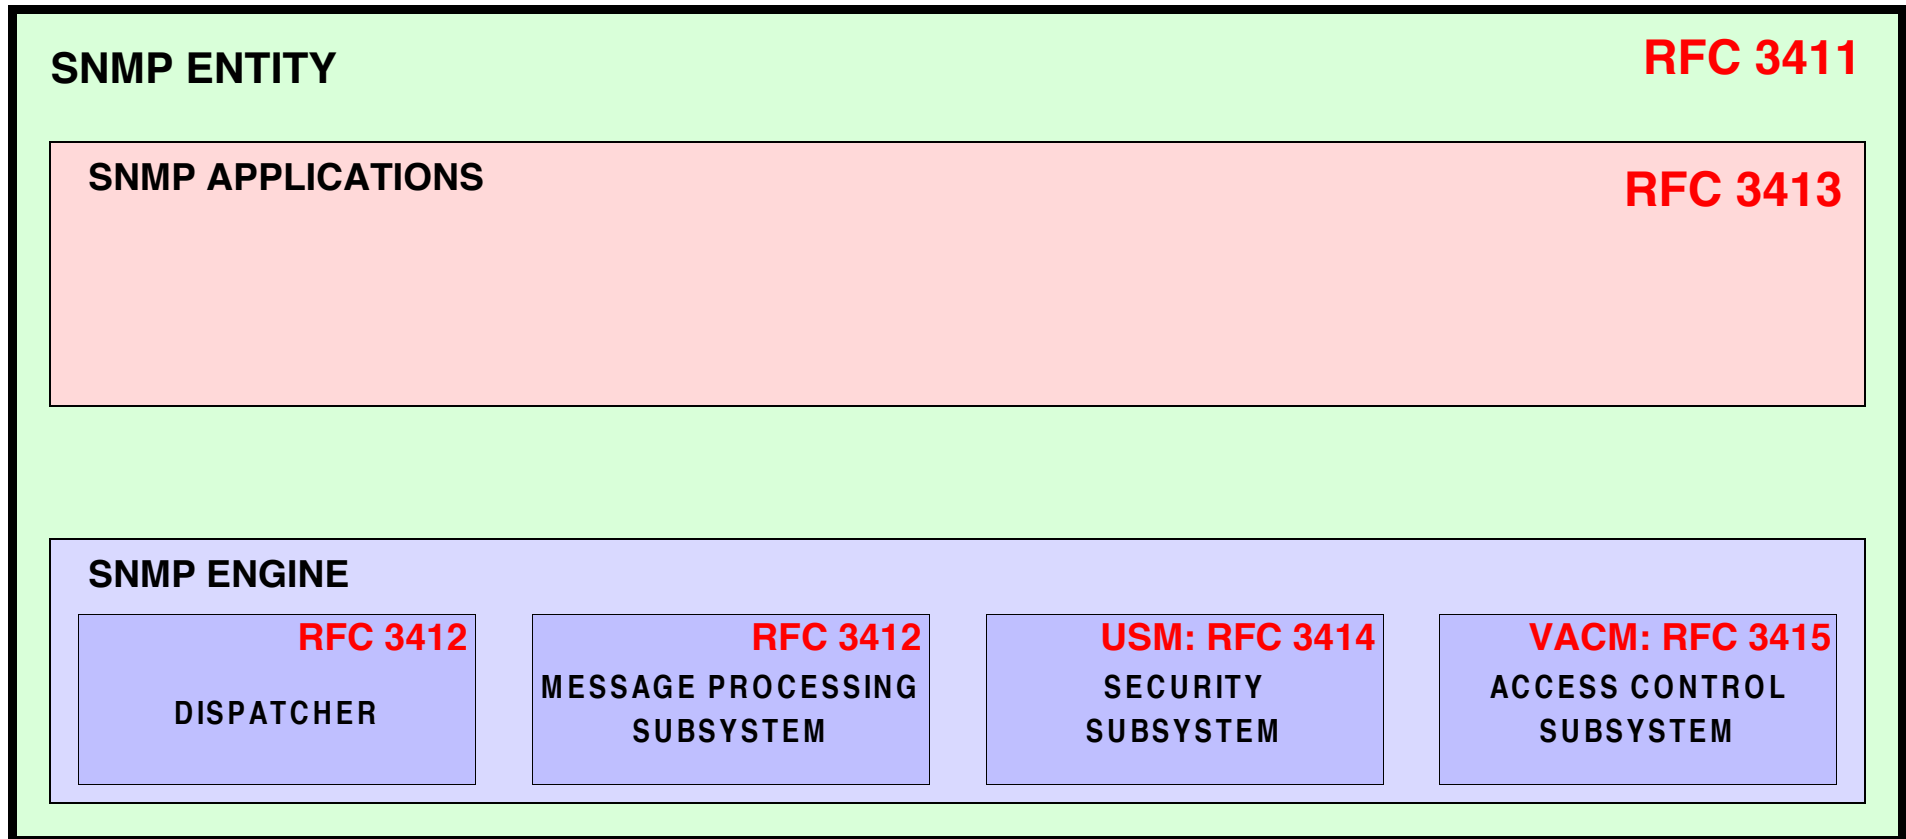 SNMP ENTITY
RFC 3411
SNMP APPLICATIONS
RFC 3413
SNMP ENGINE
RFC 3412
DISPATCHER
RFC 3412
MESSAGE PROCESSING
SUBSYSTEM
USM: RFC 3414
SECURITY
SUBSYSTEM
VACM: RFC 3415
ACCESS CONTROL
SUBSYSTEM